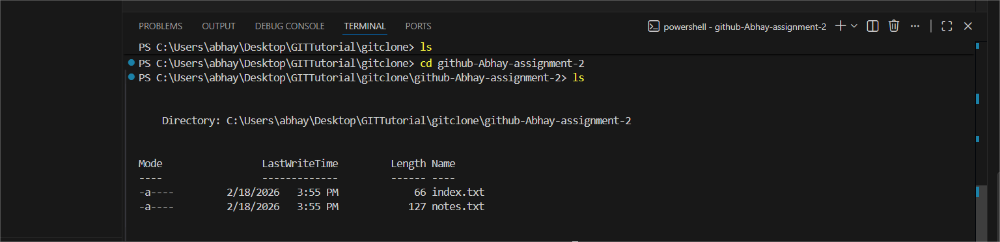 PROBLEMS OUTPUT DEBUG CONSOLE TERMINAL PORTS powershell - github-Abhay-assignment-2
PS C:\Users\abhay\Desktop\GITTutorial\gitclone> ls
PS C:\Users\abhay\Desktop\GITTutorial\gitclone> cd github-Abhay-assignment-2
PS C:\Users\abhay\Desktop\GITTutorial\gitclone\github-Abhay-assignment-2> ls
Directory: C:\Users\abhay\Desktop\GITTutorial\gitclone\github-Abhay-assignment-2
Mode LastWriteTime Length Name
---- ------------- ------ ----
-a---- 2/18/2026 3:55 PM 66 index.txt
-a---- 2/18/2026 3:55 PM 127 notes.txt